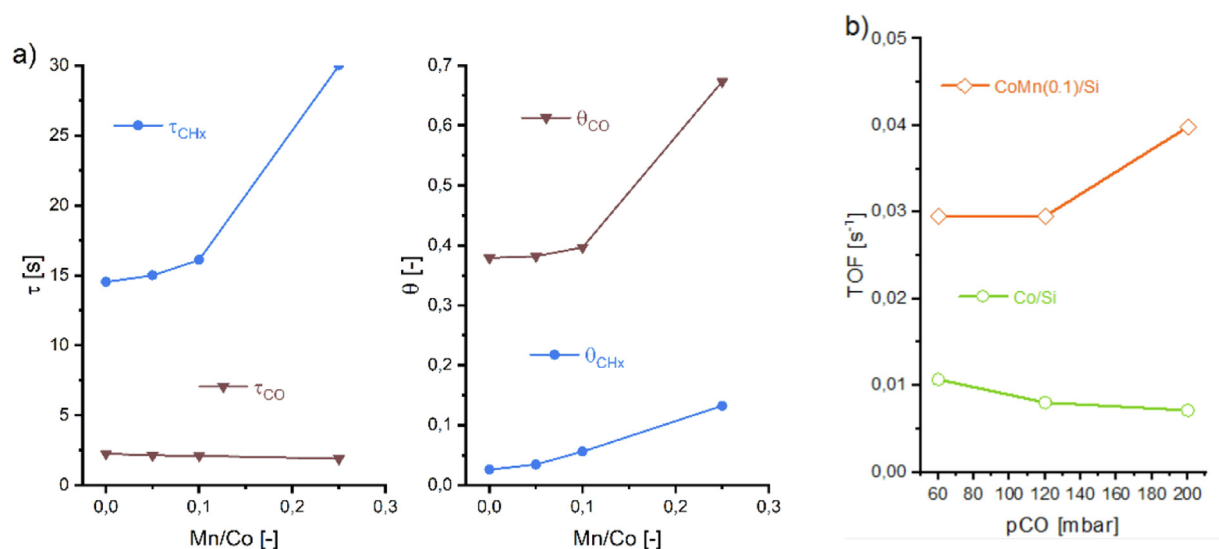 a)
30
25
20
15
10
5
0
τ [s]
τCHx
τCO
0,0
0,1
0,2
0,3
Mn/Co [-]
0,7
0,6
0,5
0,4
0,3
0,2
0,1
0,0
θ [-]
θCO
θCHx
0,0
0,1
0,2
0,3
Mn/Co [-]
b)
0,05
0,04
0,03
0,02
0,01
0,00
TOF [s-1]
CoMn(0.1)/Si
Co/Si
60 80 100 120 140 160 180 200
pCO [mbar]